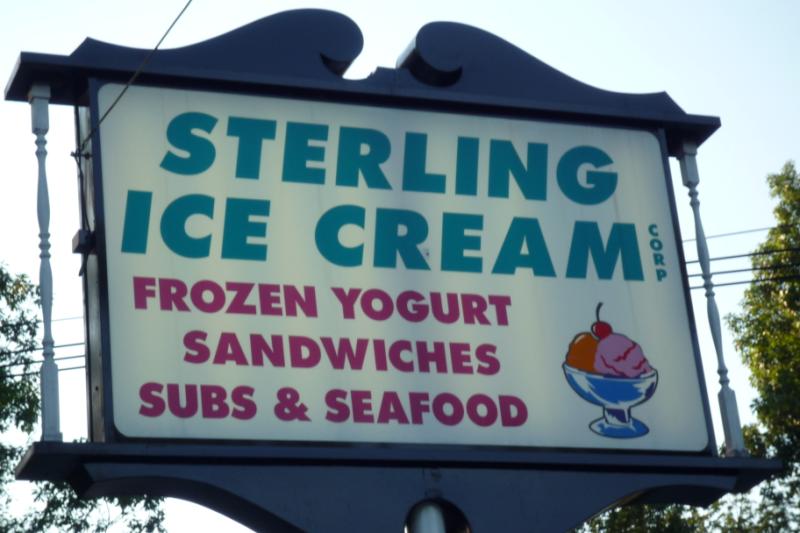 STERLING
ICE CREAM CORP
FROZEN YOGURT
SANDWICHES
SUBS & SEAFOOD